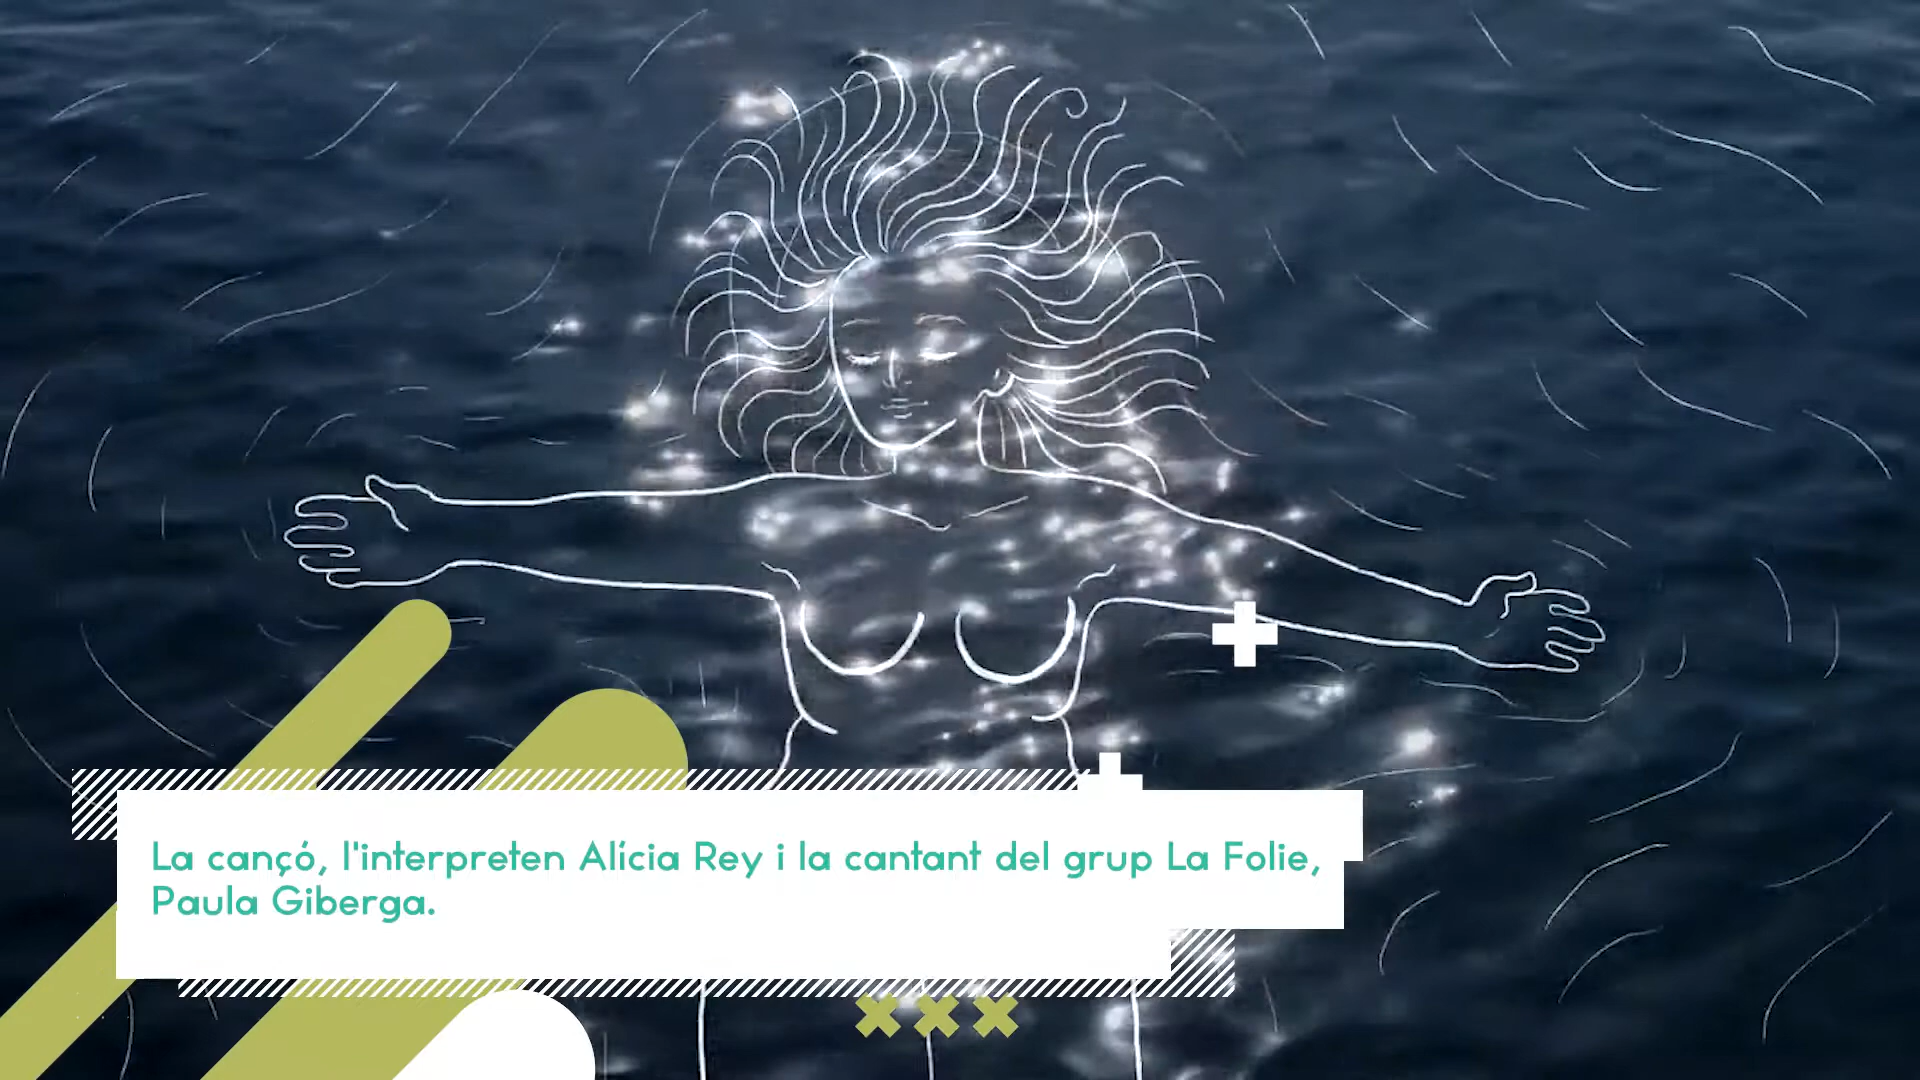 La cançó, l'interpreten Alícia Rey i la cantant del grup La Folie,
Paula Giberga.